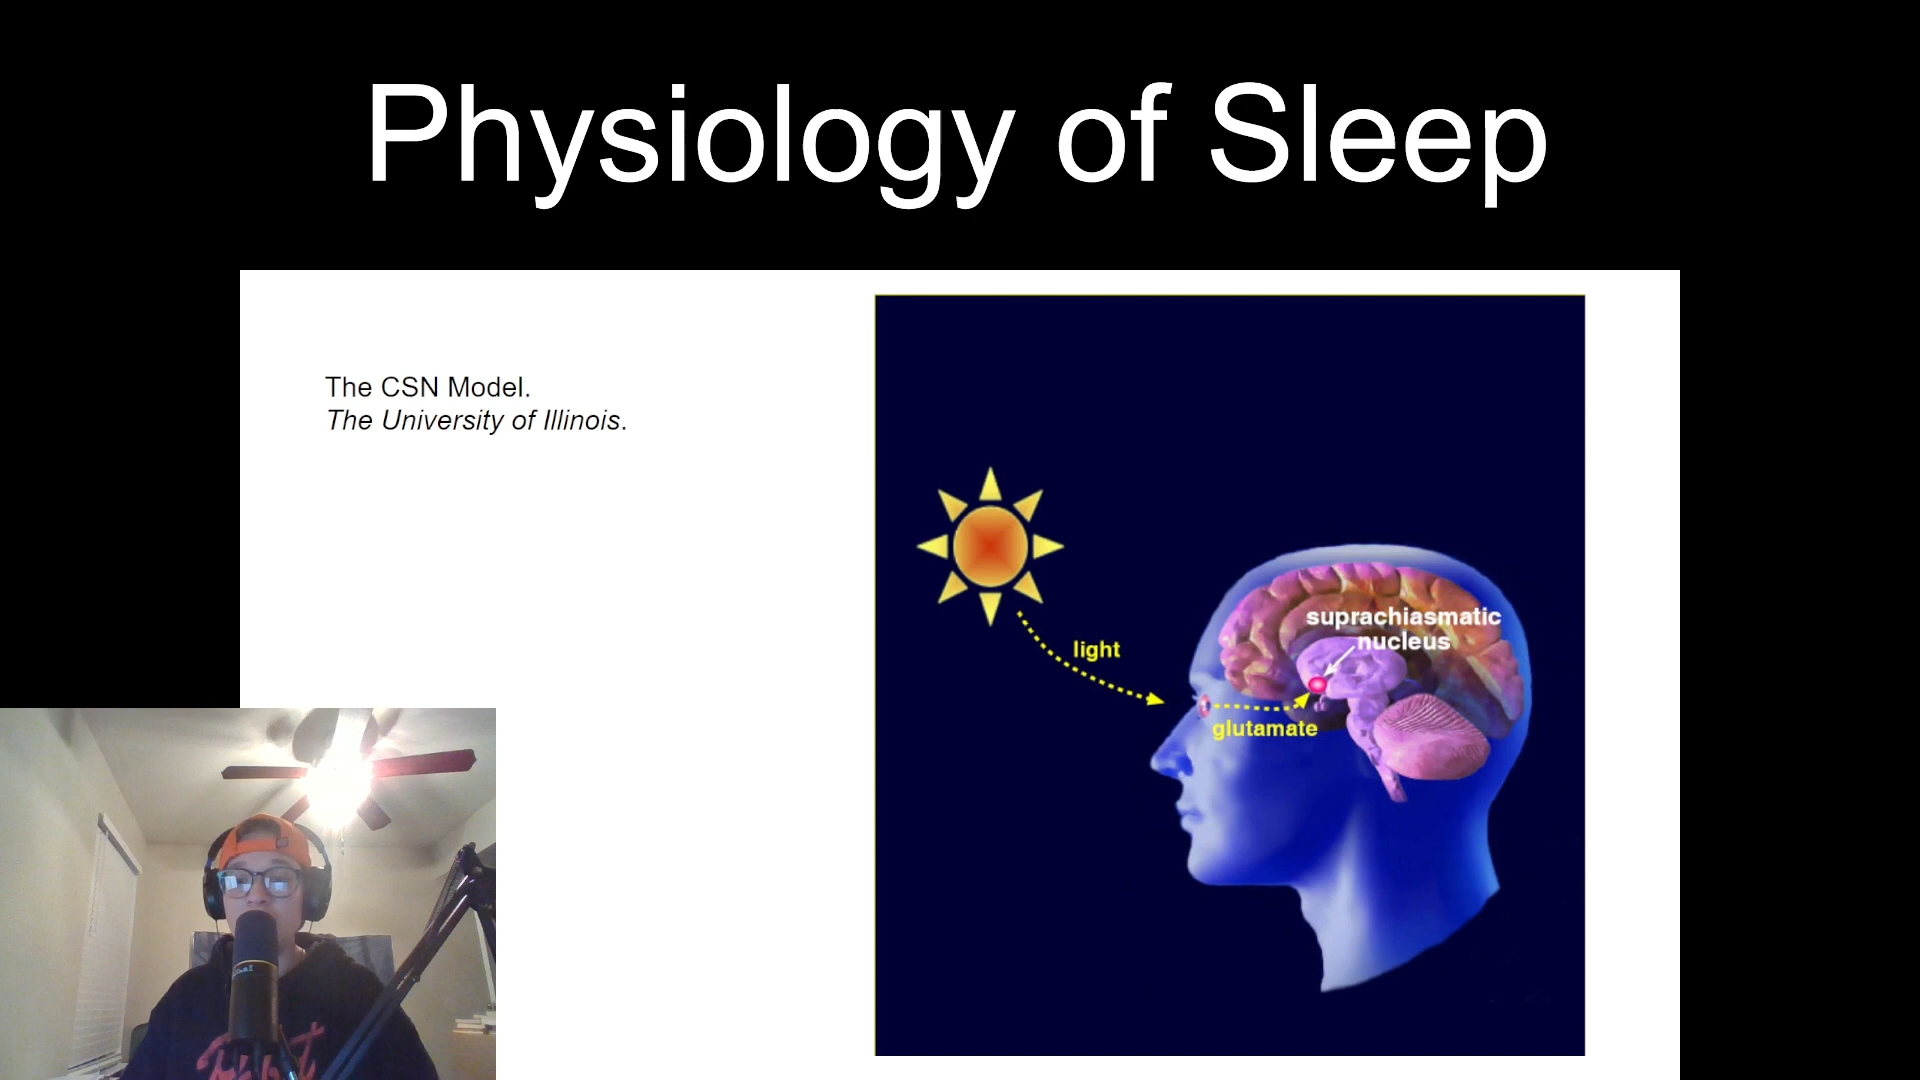 Physiology of Sleep
The CSN Model.
The University of Illinois.
suprachiasmatic
nucleus
light
glutamate